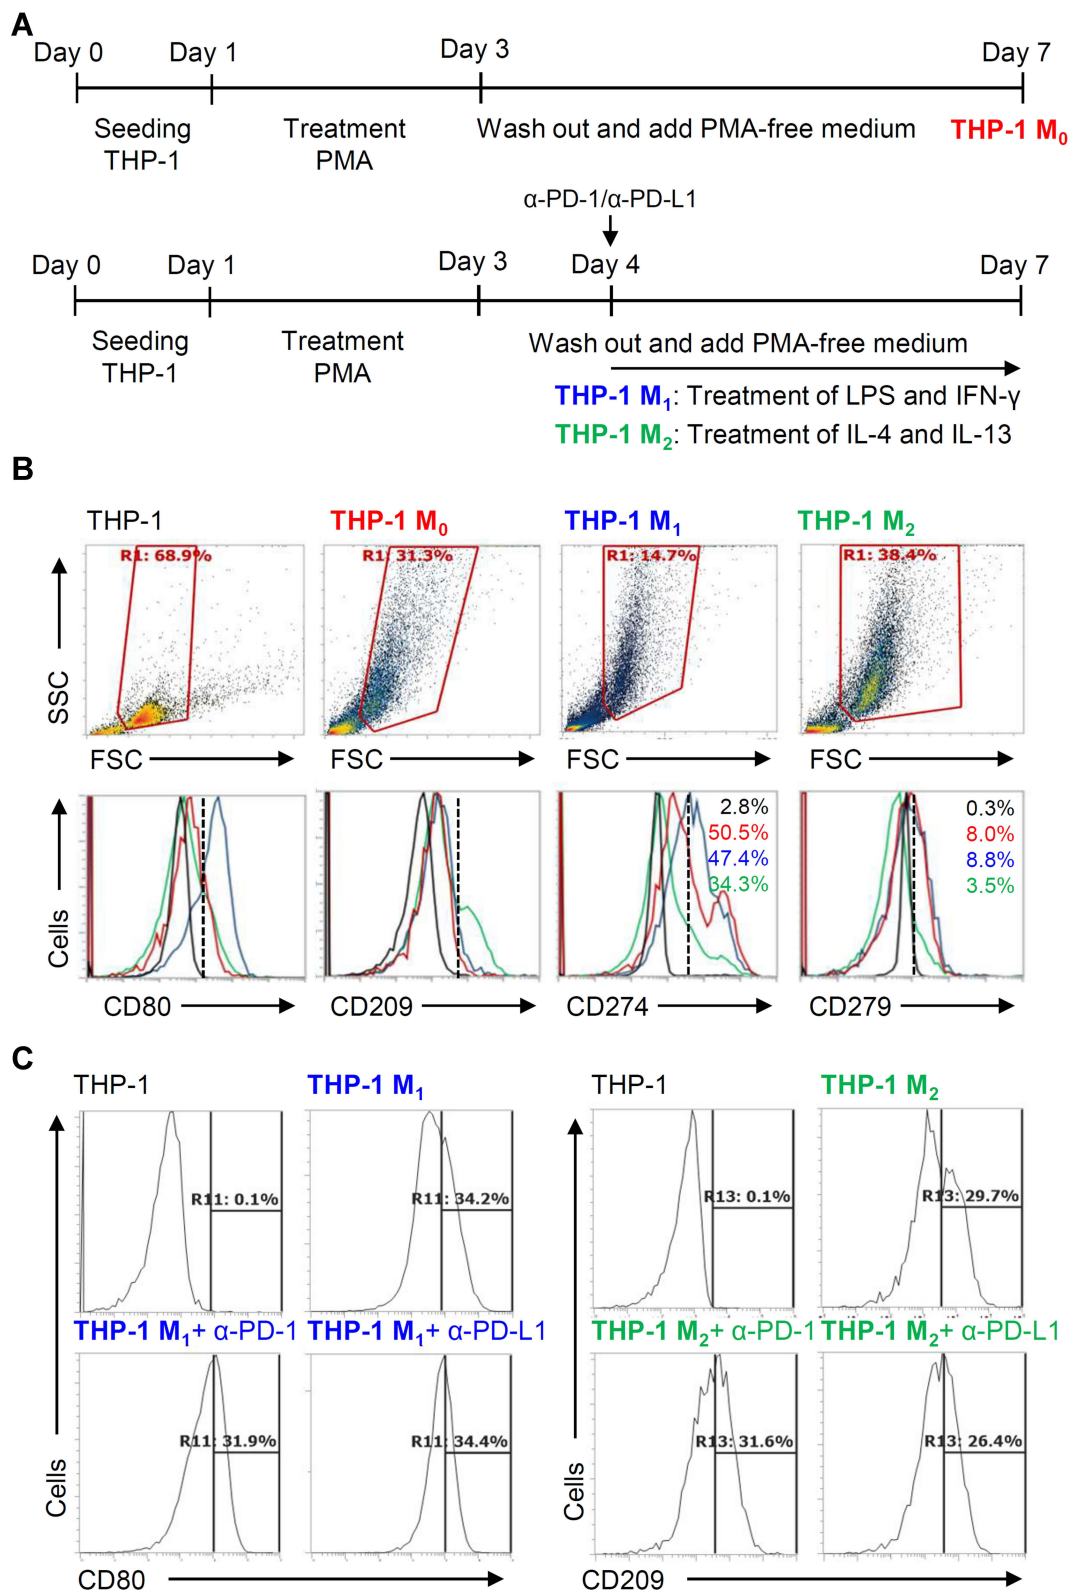 A
Day 0 Day 1 Day 3 Day 7
Seeding Treatment Wash out and add PMA-free medium THP-1 M₀
THP-1 PMA
α-PD-1/α-PD-L1
Day 0 Day 1 Day 3 Day 4 Day 7
Seeding Treatment Wash out and add PMA-free medium
THP-1 PMA
THP-1 M₁: Treatment of LPS and IFN-γ
THP-1 M₂: Treatment of IL-4 and IL-13
B
THP-1 THP-1 M₀ THP-1 M₁ THP-1 M₂
R1: 68.9% R1: 31.3% R1: 14.7% R1: 38.4%
SSC
FSC FSC FSC FSC
2.8% 0.3%
50.5% 8.0%
47.4% 8.8%
34.3% 3.5%
Cells
CD80 CD209 CD274 CD279
C
THP-1 THP-1 M₁ THP-1 THP-1 M₂
R11: 0.1% R11: 34.2% R13: 0.1% R13: 29.7%
THP-1 M₁+ α-PD-1 THP-1 M₁+ α-PD-L1 THP-1 M₂+ α-PD-1 THP-1 M₂+ α-PD-L1
R11: 31.9% R11: 34.4% R13: 31.6% R13: 26.4%
Cells Cells
CD80 CD209